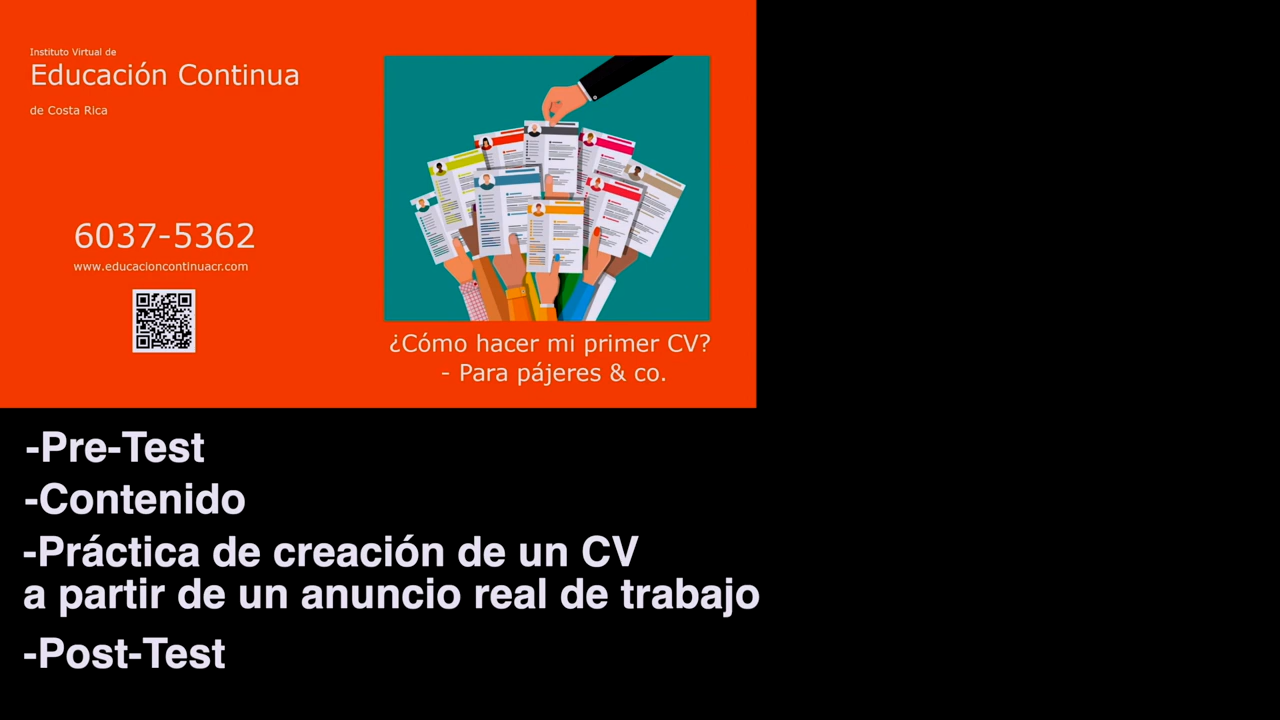 Instituto Virtual de
Educación Continua
de Costa Rica
6037-5362
www.educacioncontinuacr.com
¿Cómo hacer mi primer CV?
- Para pájeres & co.
-Pre-Test
-Contenido
-Práctica de creación de un CV
a partir de un anuncio real de trabajo
-Post-Test